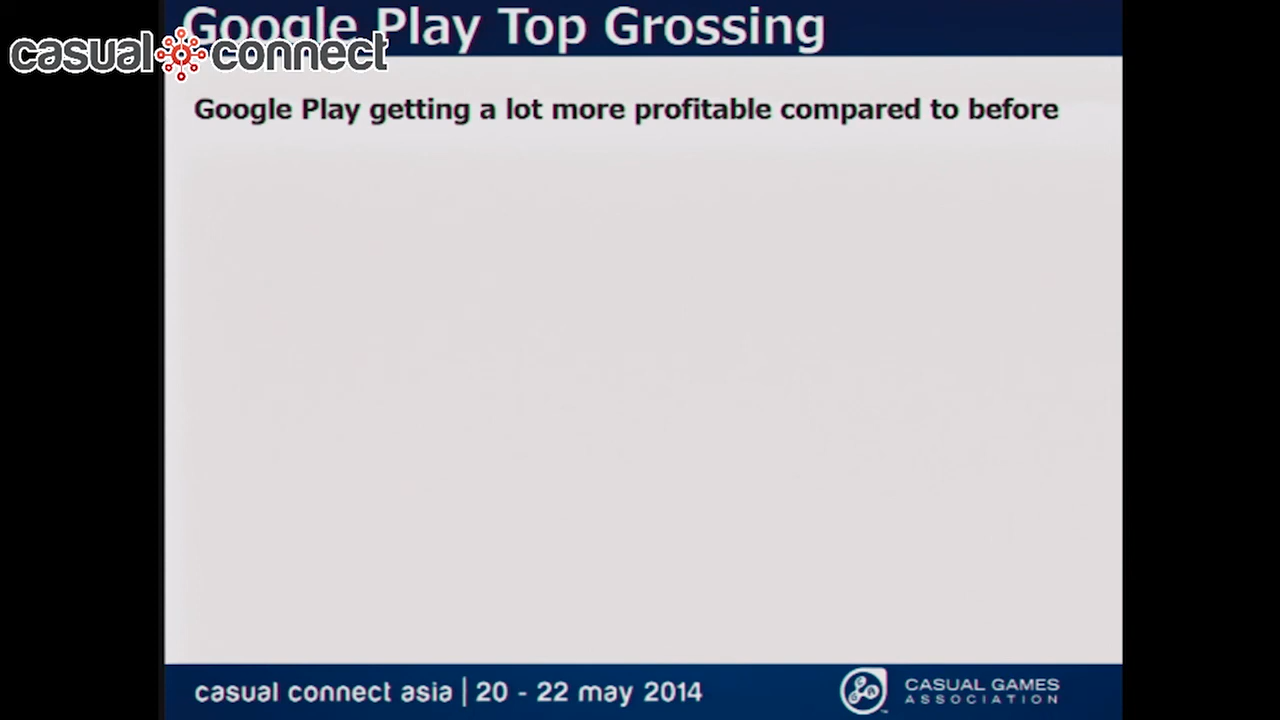 Google Play Top Grossing
casual connect
Google Play getting a lot more profitable compared to before
casual connect asia | 20 - 22 may 2014
CASUAL GAMES
ASSOCIATION